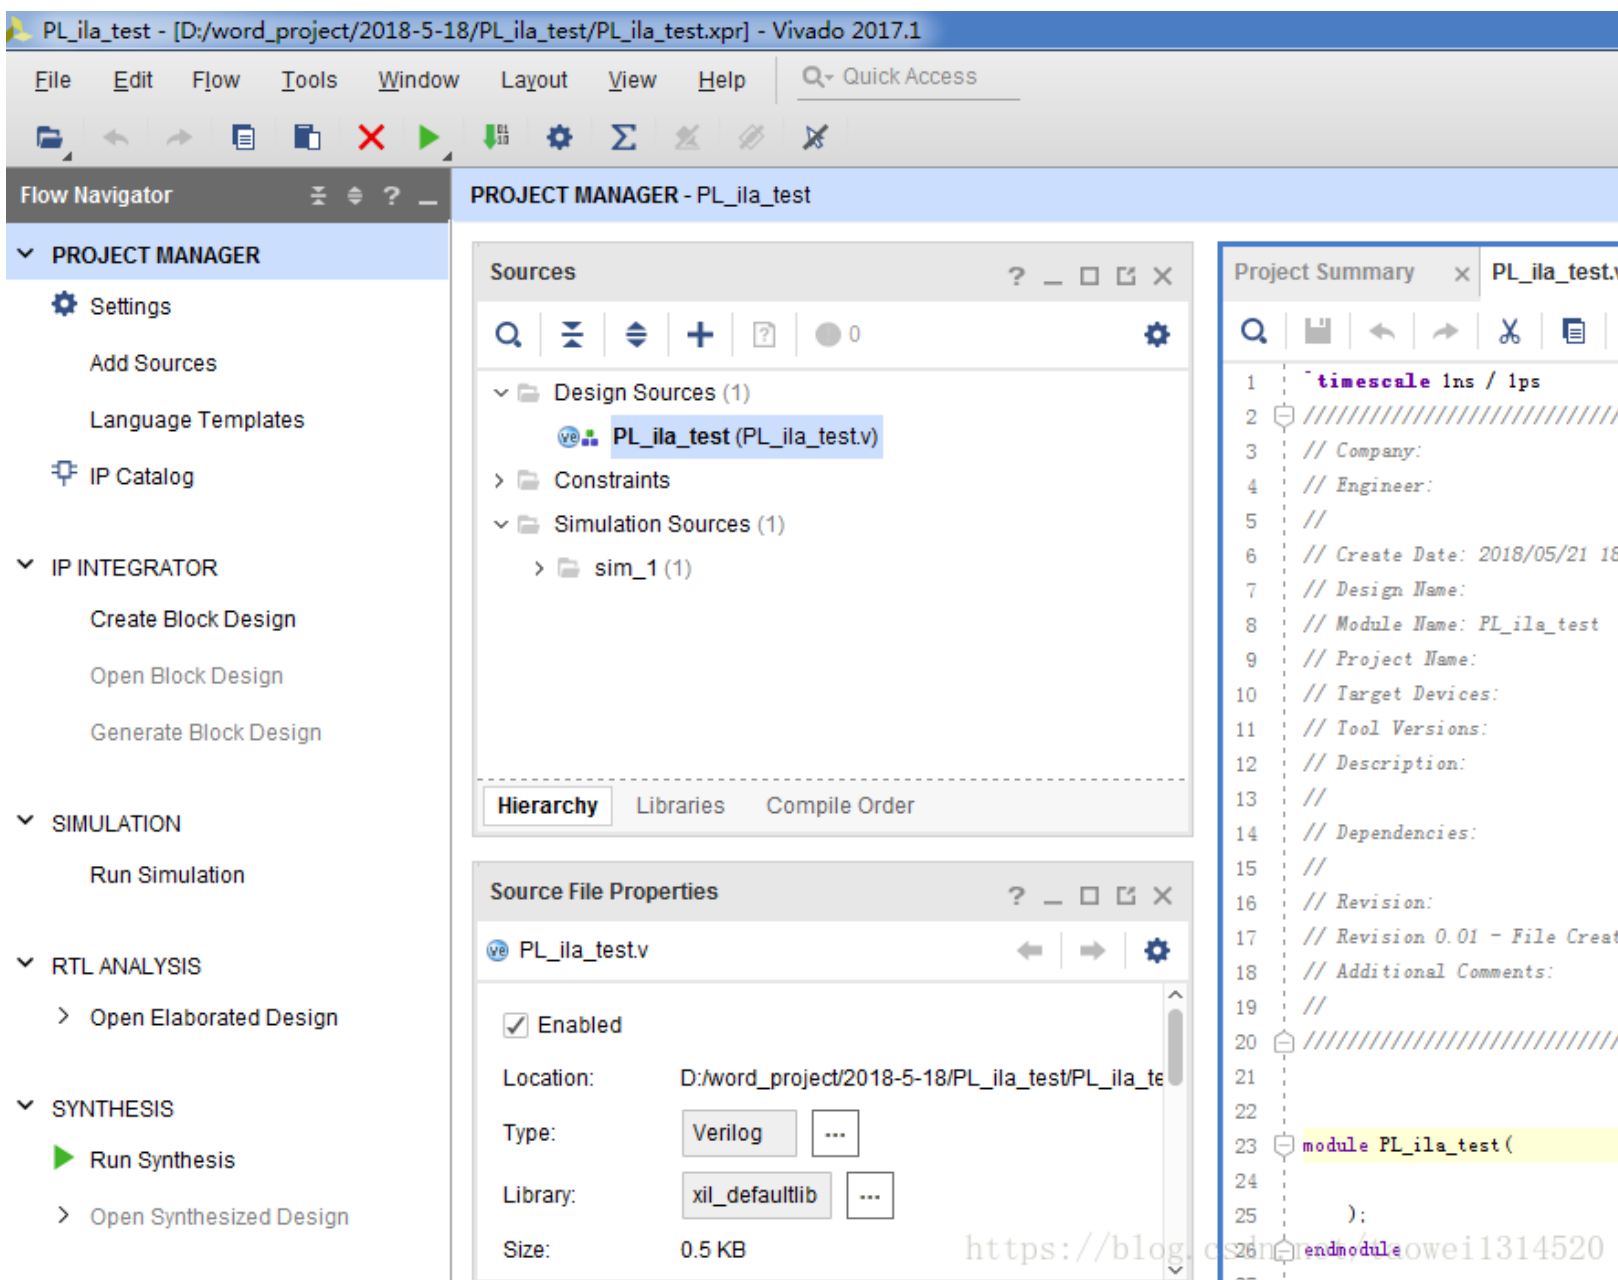 PL_ila_test - [D:/word_project/2018-5-18/PL_ila_test/PL_ila_test.xpr] - Vivado 2017.1
File Edit Flow Tools Window Layout View Help Quick Access
Flow Navigator
PROJECT MANAGER
Settings
Add Sources
Language Templates
IP Catalog
IP INTEGRATOR
Create Block Design
Open Block Design
Generate Block Design
SIMULATION
Run Simulation
RTL ANALYSIS
Open Elaborated Design
SYNTHESIS
Run Synthesis
Open Synthesized Design
PROJECT MANAGER - PL_ila_test
Sources
0
Design Sources (1)
PL_ila_test (PL_ila_test.v)
Constraints
Simulation Sources (1)
sim_1 (1)
Hierarchy Libraries Compile Order
Source File Properties
PL_ila_test.v
Enabled
Location: D:/word_project/2018-5-18/PL_ila_test/PL_ila_te
Type: Verilog ...
Library: xil_defaultlib ...
Size: 0.5 KB
Project Summary PL_ila_test.v
1 `timescale 1ns / 1ps
2 /////////////////////////////
3 // Company:
4 // Engineer:
5 //
6 // Create Date: 2018/05/21 18
7 // Design Name:
8 // Module Name: PL_ila_test
9 // Project Name:
10 // Target Devices:
11 // Tool Versions:
12 // Description:
13 //
14 // Dependencies:
15 //
16 // Revision:
17 // Revision 0.01 - File Creat
18 // Additional Comments:
19 //
20 /////////////////////////////
21
22
23 module PL_ila_test(
24
25 );
26 endmodule
https://blog.csdn.net/taowei1314520